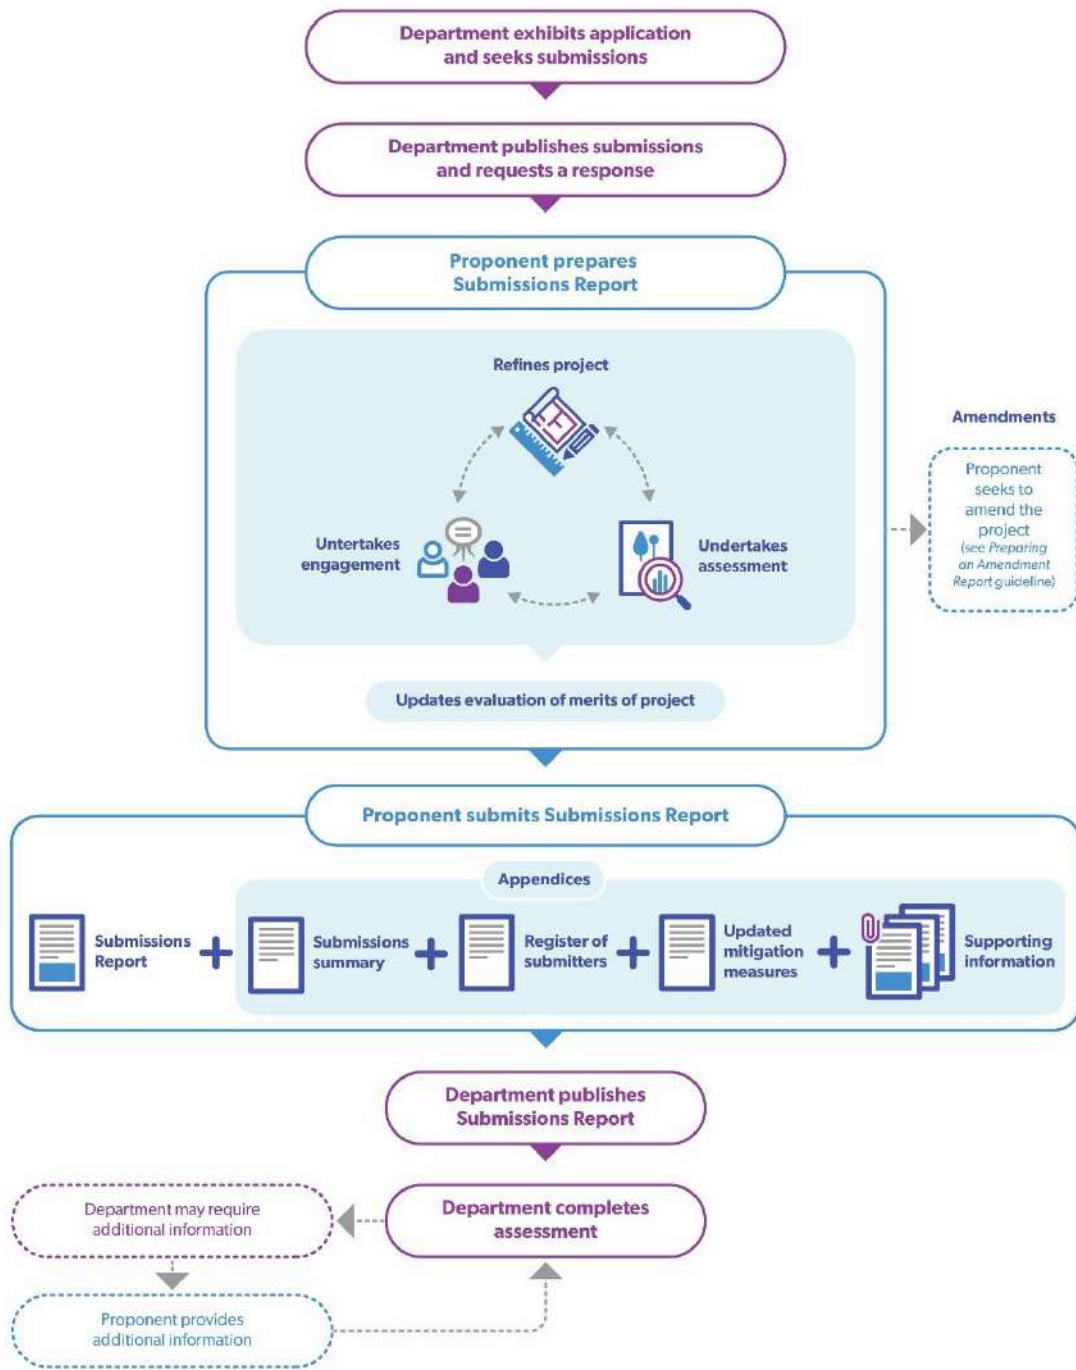 Department exhibits application
and seeks submissions
Department publishes submissions
and requests a response
Proponent prepares
Submissions Report
Refines project
Untertakes
engagement
Undertakes
assessment
Updates evaluation of merits of project
Amendments
Proponent
seeks to
amend the
project
(see Preparing
an Amendment
Report guideline)
Proponent submits Submissions Report
Appendices
Submissions
Report
Submissions
summary
Register of
submitters
Updated
mitigation
measures
Supporting
information
Department publishes
Submissions Report
Department completes
assessment
Department may require
additional information
Proponent provides
additional information